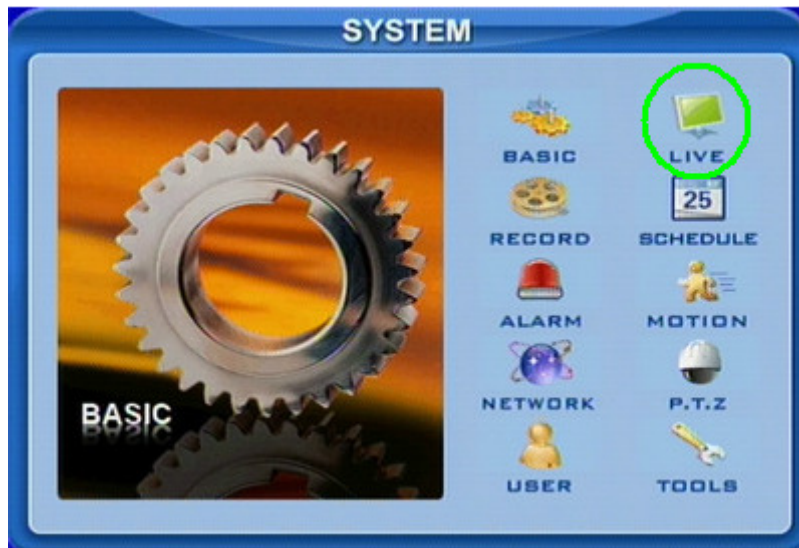 SYSTEM
BASIC LIVE
RECORD 25 SCHEDULE
ALARM MOTION
NETWORK P.T.Z
BASIC
USER TOOLS